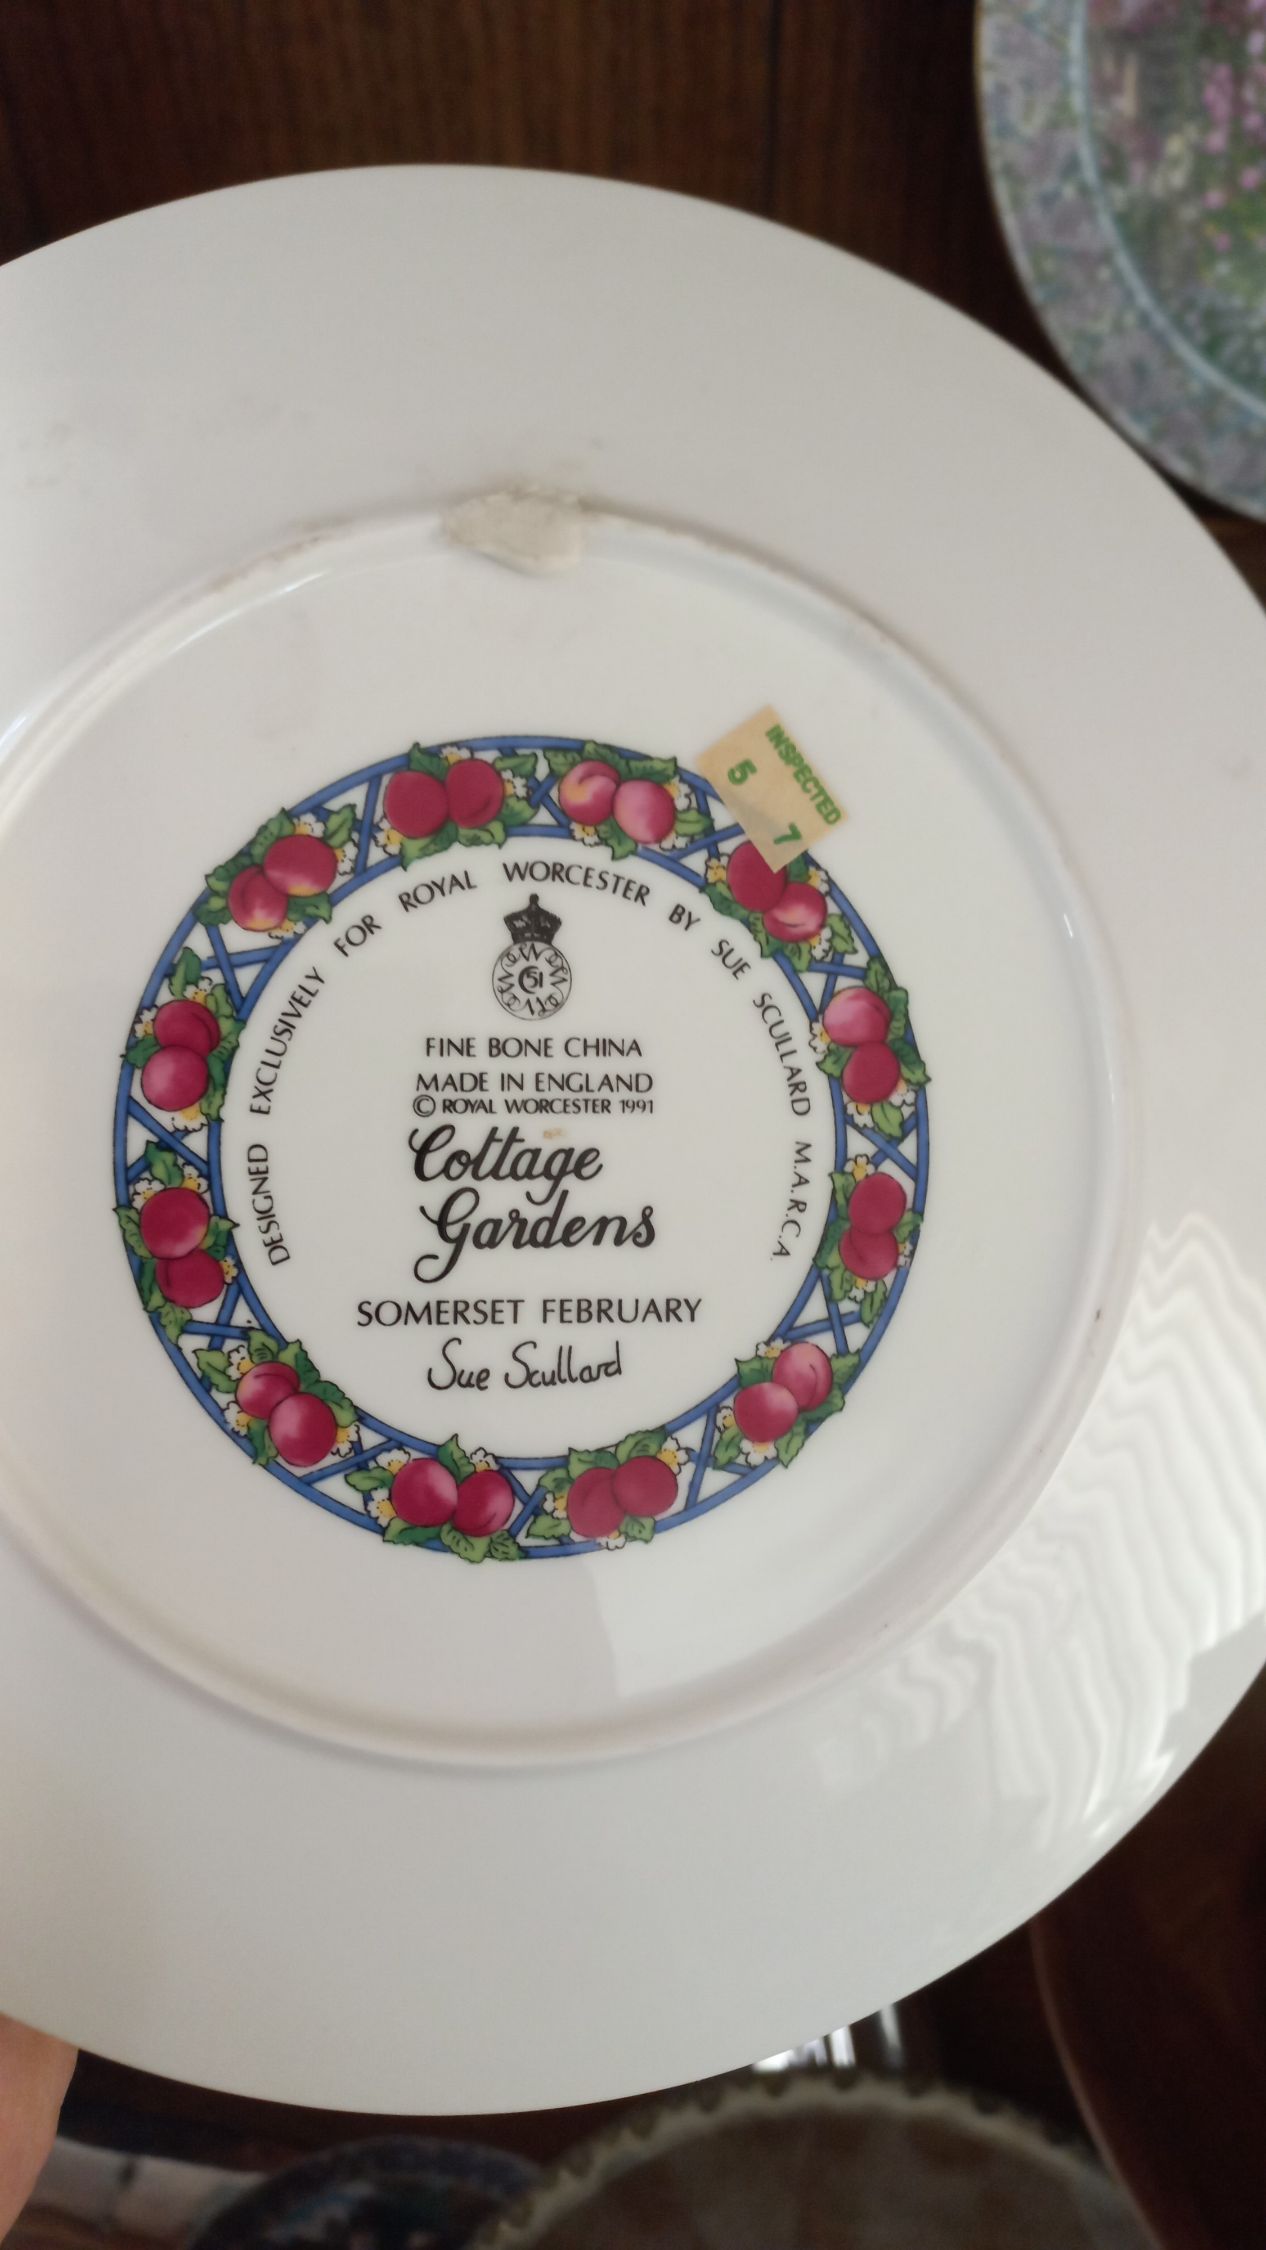 INSPECTED
5 7
DESIGNED EXCLUSIVELY FOR ROYAL WORCESTER BY SUE SCULLARD M.A.R.C.A.
51
FINE BONE CHINA
MADE IN ENGLAND
© ROYAL WORCESTER 1991
Cottage
Gardens
SOMERSET FEBRUARY
Sue Scullard